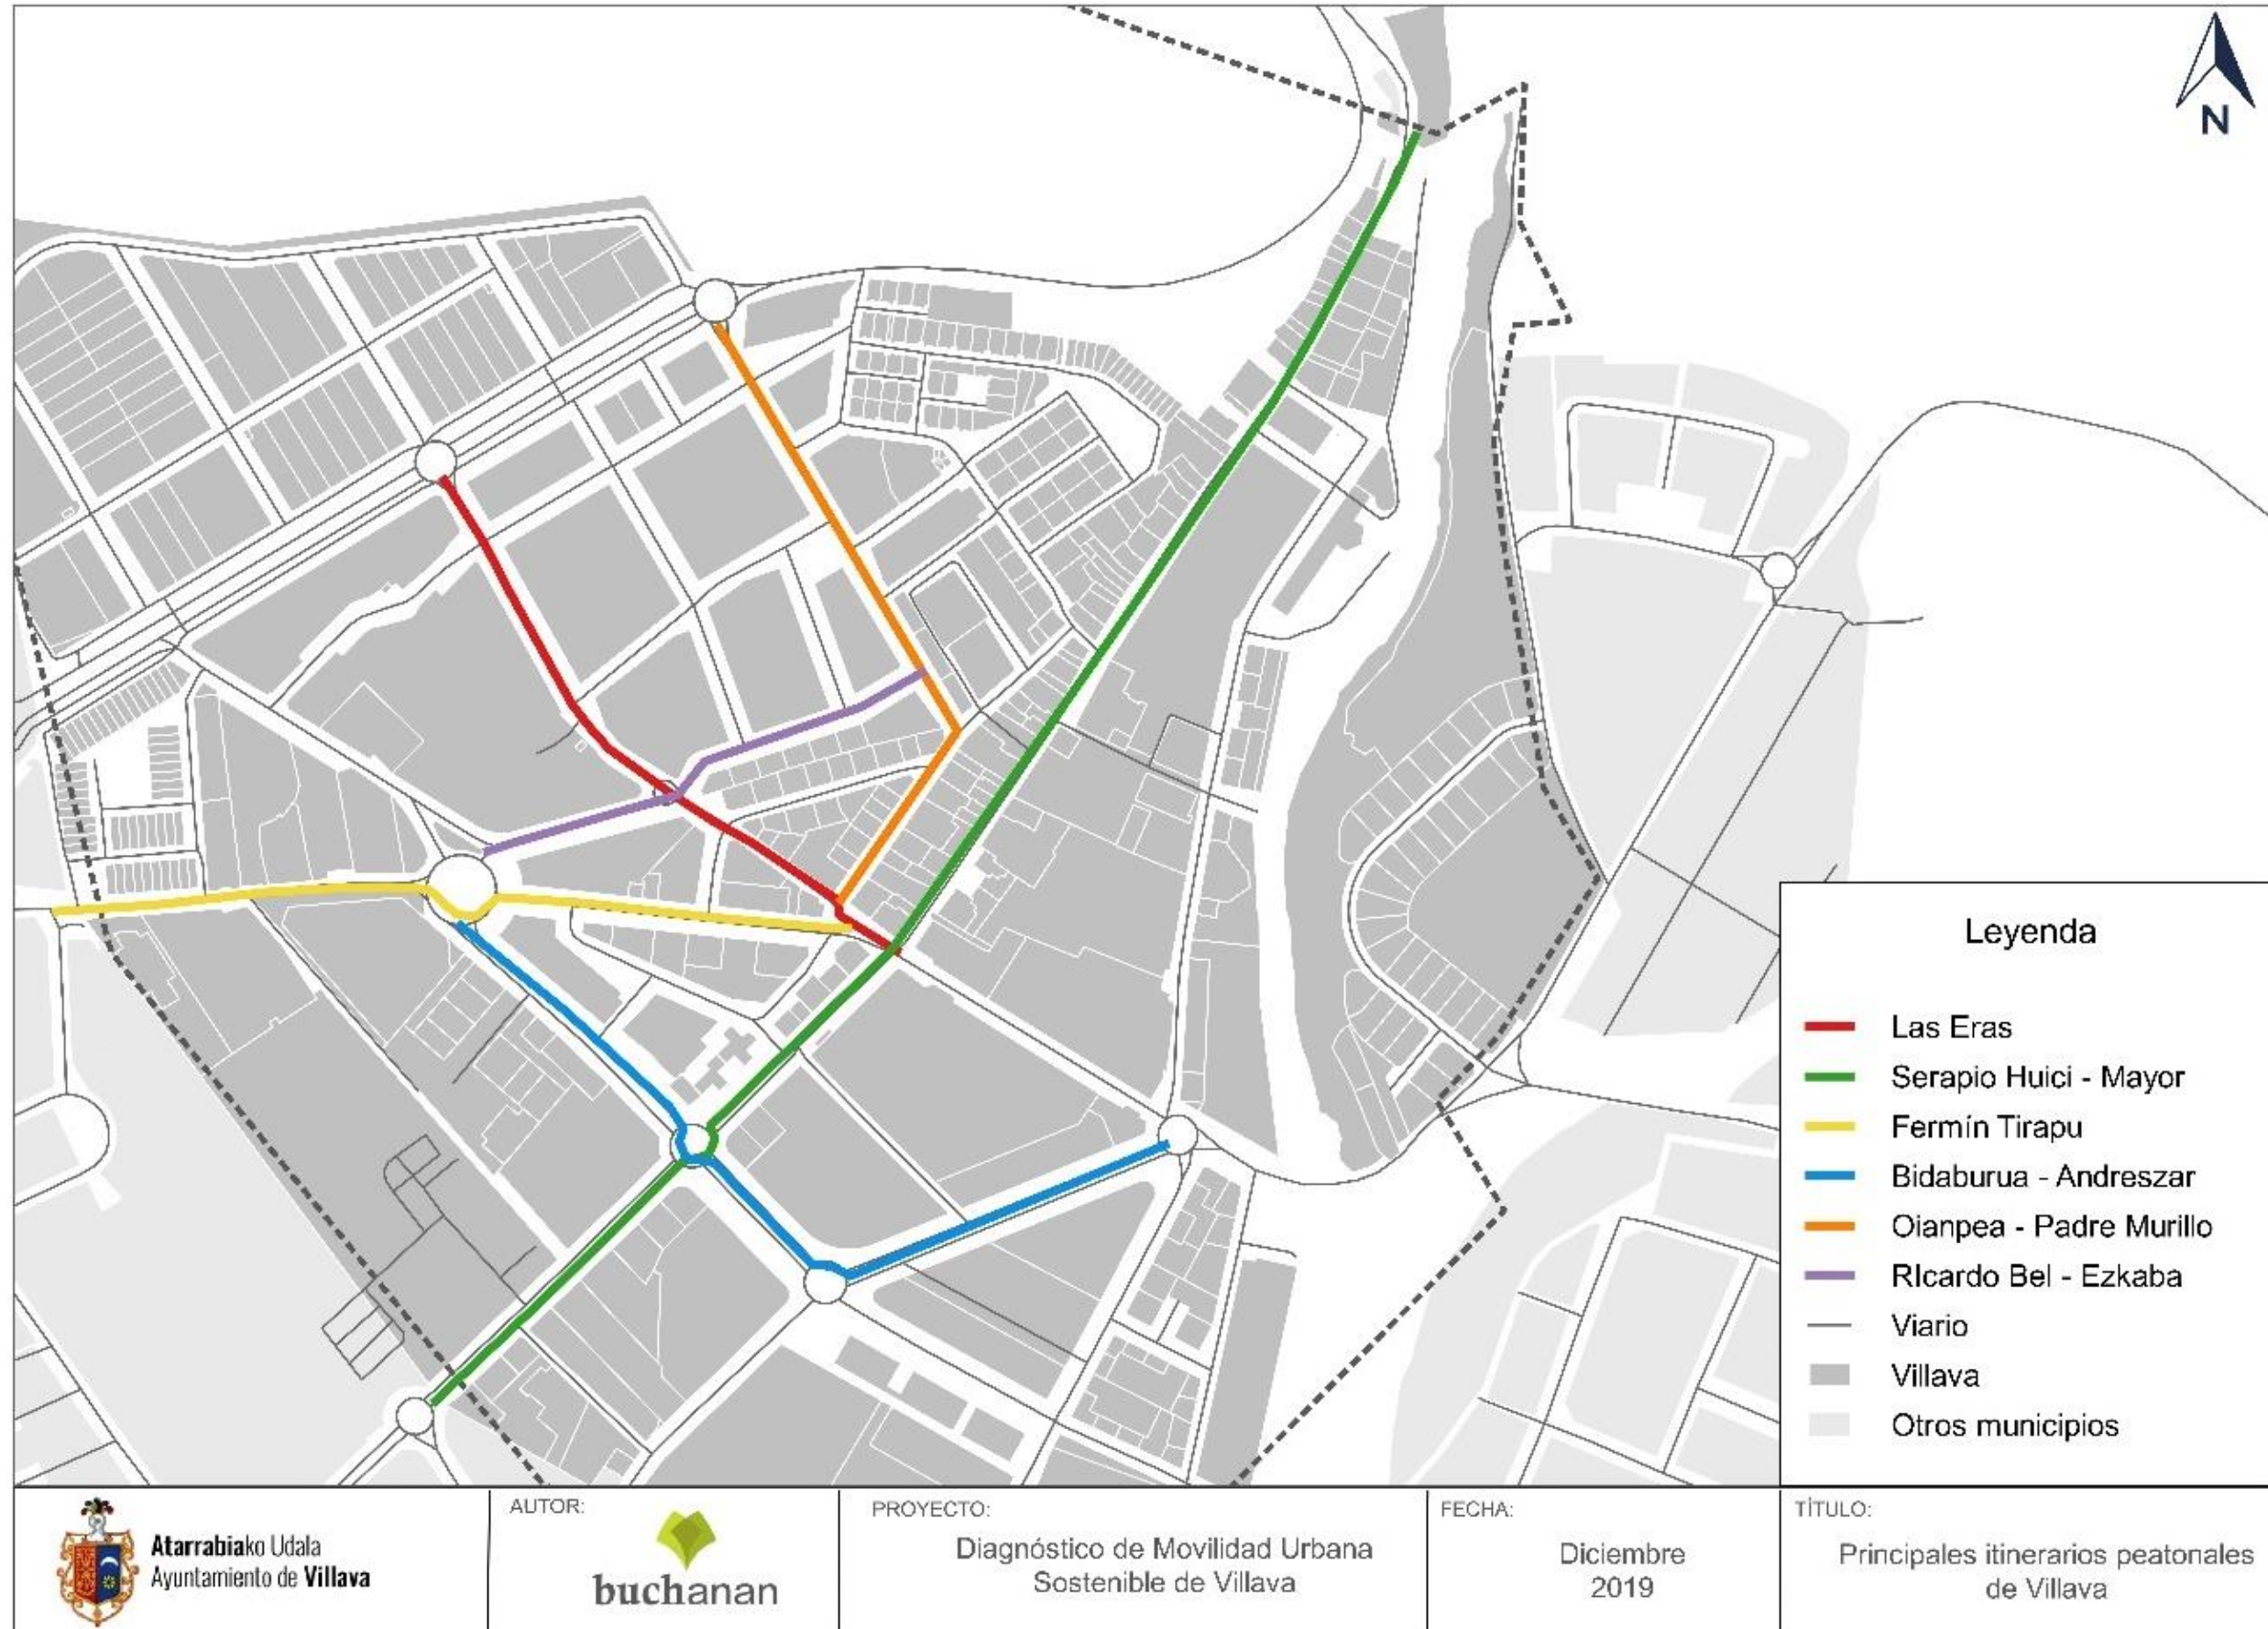 N
Leyenda
Las Eras
Serapio Huici - Mayor
Fermín Tirapu
Bidaburua - Andreszar
Oianpea - Padre Murillo
RIcardo Bel - Ezkaba
Viario
Villava
Otros municipios
Atarrabiako Udala
Ayuntamiento de Villava
AUTOR:
buchanan
PROYECTO:
Diagnóstico de Movilidad Urbana
Sostenible de Villava
FECHA:
Diciembre
2019
TÍTULO:
Principales itinerarios peatonales
de Villava